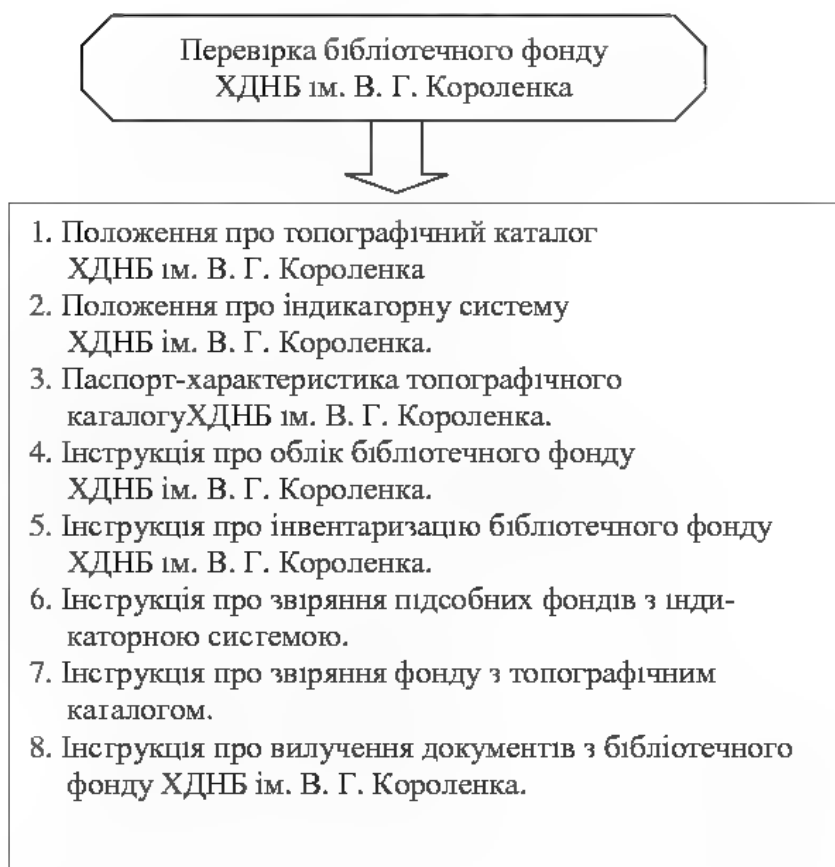 Перевірка бібліотечного фонду
ХДНБ ім. В. Г. Короленка
1. Положення про топографічний каталог
ХДНБ ім. В. Г. Короленка
2. Положення про індикаторну систему
ХДНБ ім. В. Г. Короленка.
3. Паспорт-характеристика топографічного
каталогуХДНБ ім. В. Г. Короленка.
4. Інструкція про облік бібліотечного фонду
ХДНБ ім. В. Г. Короленка.
5. Інструкція про інвентаризацію бібліотечного фонду
ХДНБ ім. В. Г. Короленка.
6. Інструкція про звіряння підсобних фондів з інди-
каторною системою.
7. Інструкція про звіряння фонду з топографічним
каталогом.
8. Інструкція про вилучення документів з бібліотечного
фонду ХДНБ ім. В. Г. Короленка.